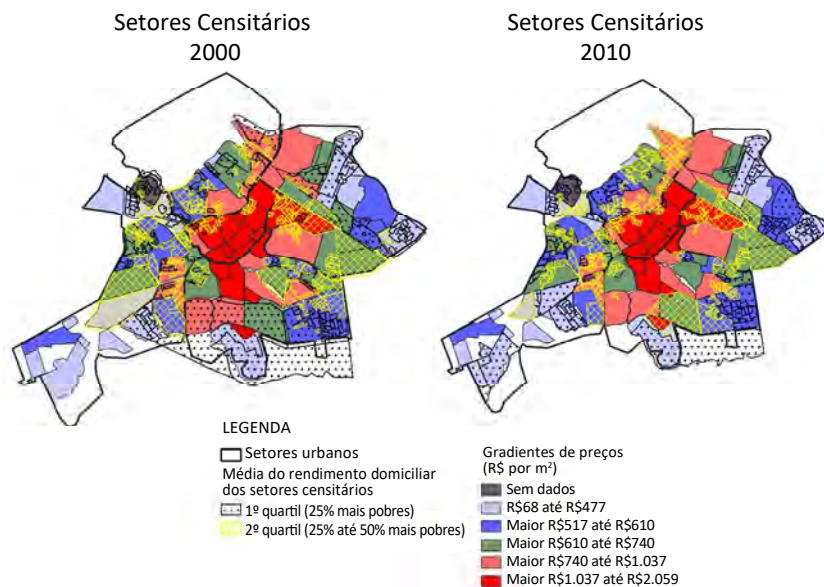 Setores Censitários
2000
Setores Censitários
2010
LEGENDA
Setores urbanos
Média do rendimento domiciliar
dos setores censitários
1º quartil (25% mais pobres)
2º quartil (25% até 50% mais pobres)
Gradientes de preços
(R$ por m²)
Sem dados
R$68 até R$477
Maior R$517 até R$610
Maior R$610 até R$740
Maior R$740 até R$1.037
Maior R$1.037 até R$2.059